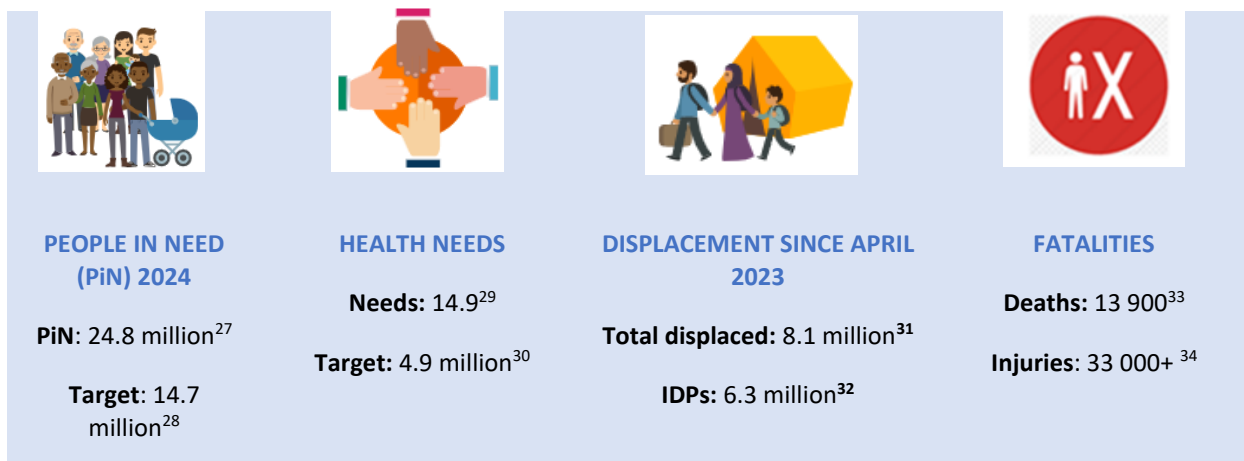 PEOPLE IN NEED
(PiN) 2024
PiN: 24.8 million27
Target: 14.7
million28
HEALTH NEEDS
Needs: 14.929
Target: 4.9 million30
DISPLACEMENT SINCE APRIL
2023
Total displaced: 8.1 million31
IDPs: 6.3 million32
X
FATALITIES
Deaths: 13 90033
Injuries: 33 000+ 34